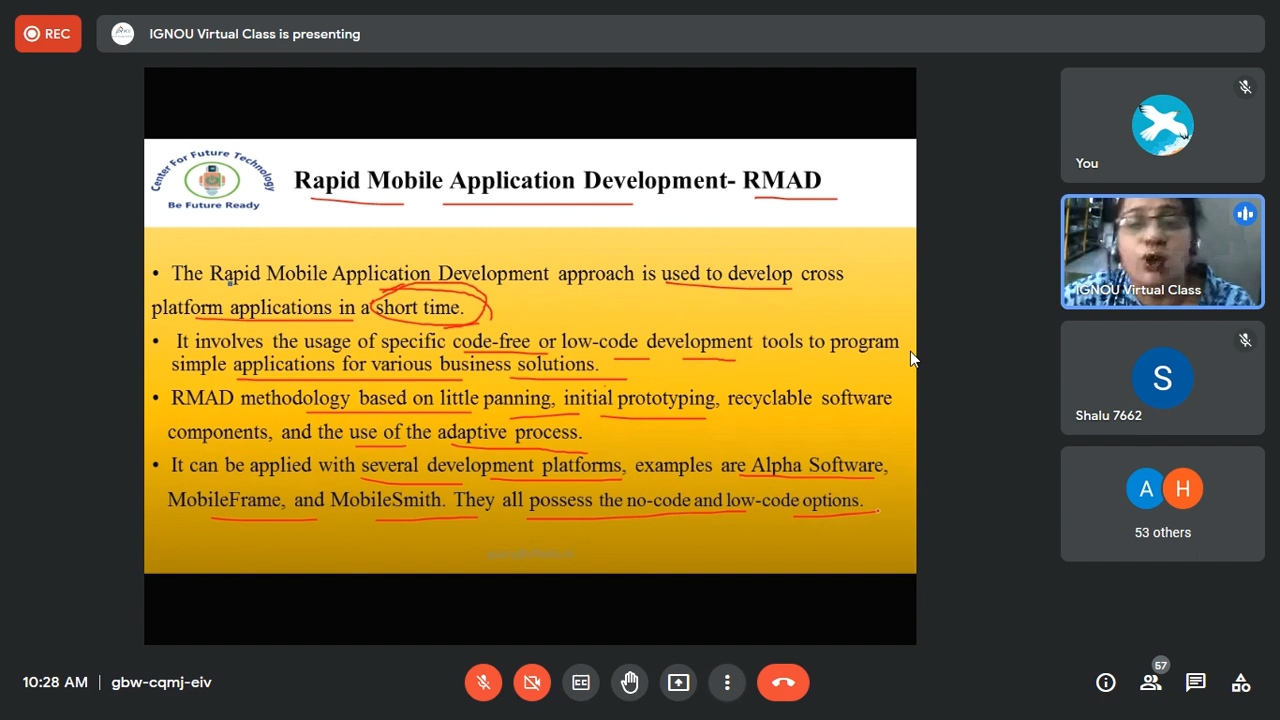 REC
IGNOU Virtual Class is presenting
Center For Future Technology
Be Future Ready
Rapid Mobile Application Development- RMAD
• The Rapid Mobile Application Development approach is used to develop cross
platform applications in a short time.
• It involves the usage of specific code-free or low-code development tools to program
simple applications for various business solutions.
• RMAD methodology based on little panning, initial prototyping, recyclable software
components, and the use of the adaptive process.
• It can be applied with several development platforms, examples are Alpha Software,
MobileFrame, and MobileSmith. They all possess the no-code and low-code options.
You
IGNOU Virtual Class
S
Shalu 7662
A H
53 others
10:28 AM | gbw-cqmj-eiv
CC
57